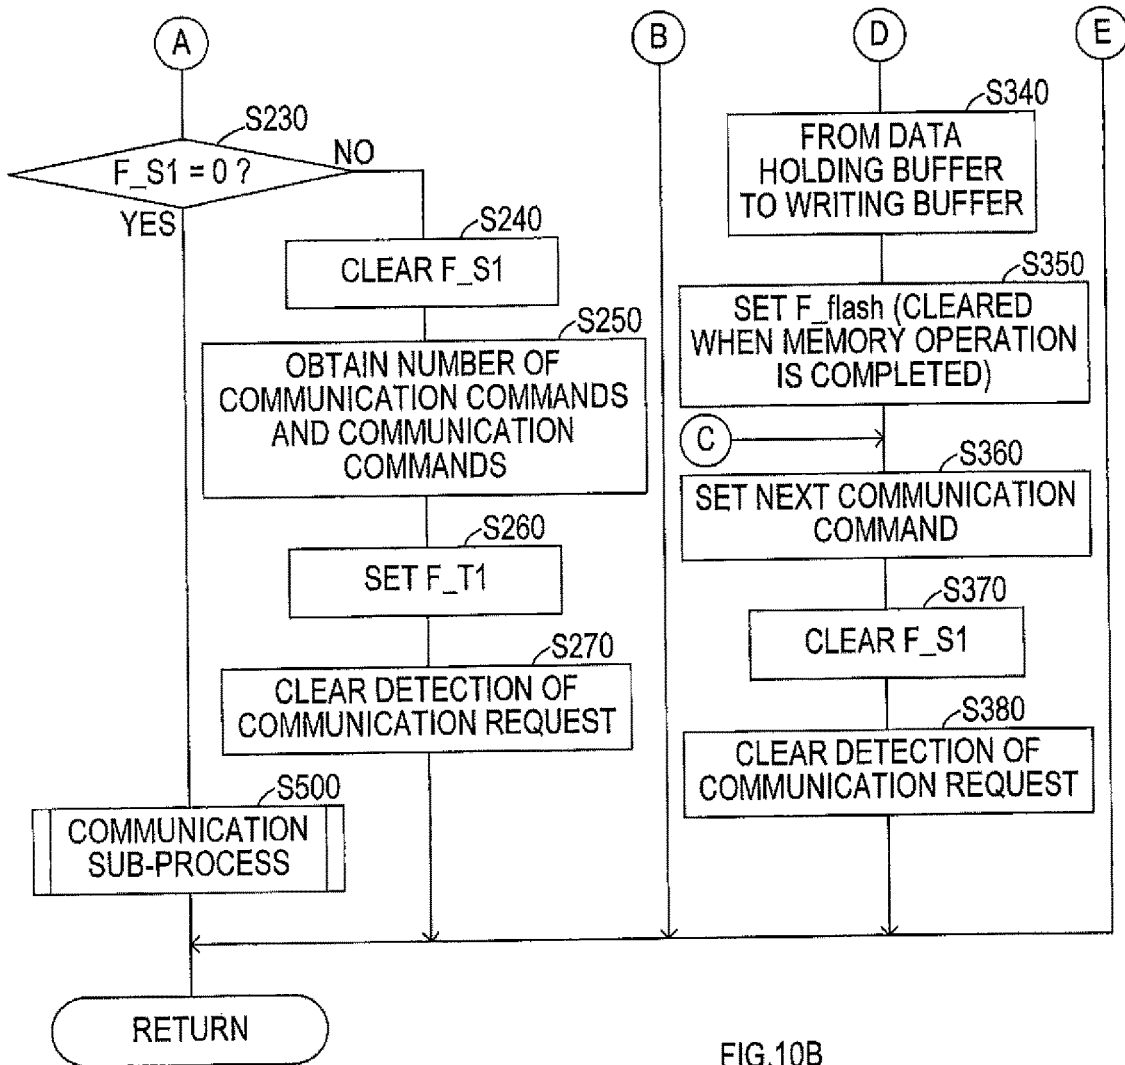 A
B
D
E
S230
F_S1 = 0 ?
NO
YES
S240
CLEAR F_S1
S250
OBTAIN NUMBER OF
COMMUNICATION COMMANDS
AND COMMUNICATION
COMMANDS
S260
SET F_T1
S270
CLEAR DETECTION OF
COMMUNICATION REQUEST
S500
COMMUNICATION
SUB-PROCESS
S340
FROM DATA
HOLDING BUFFER
TO WRITING BUFFER
S350
SET F_flash (CLEARED
WHEN MEMORY OPERATION
IS COMPLETED)
C
S360
SET NEXT COMMUNICATION
COMMAND
S370
CLEAR F_S1
S380
CLEAR DETECTION OF
COMMUNICATION REQUEST
RETURN
FIG.10B